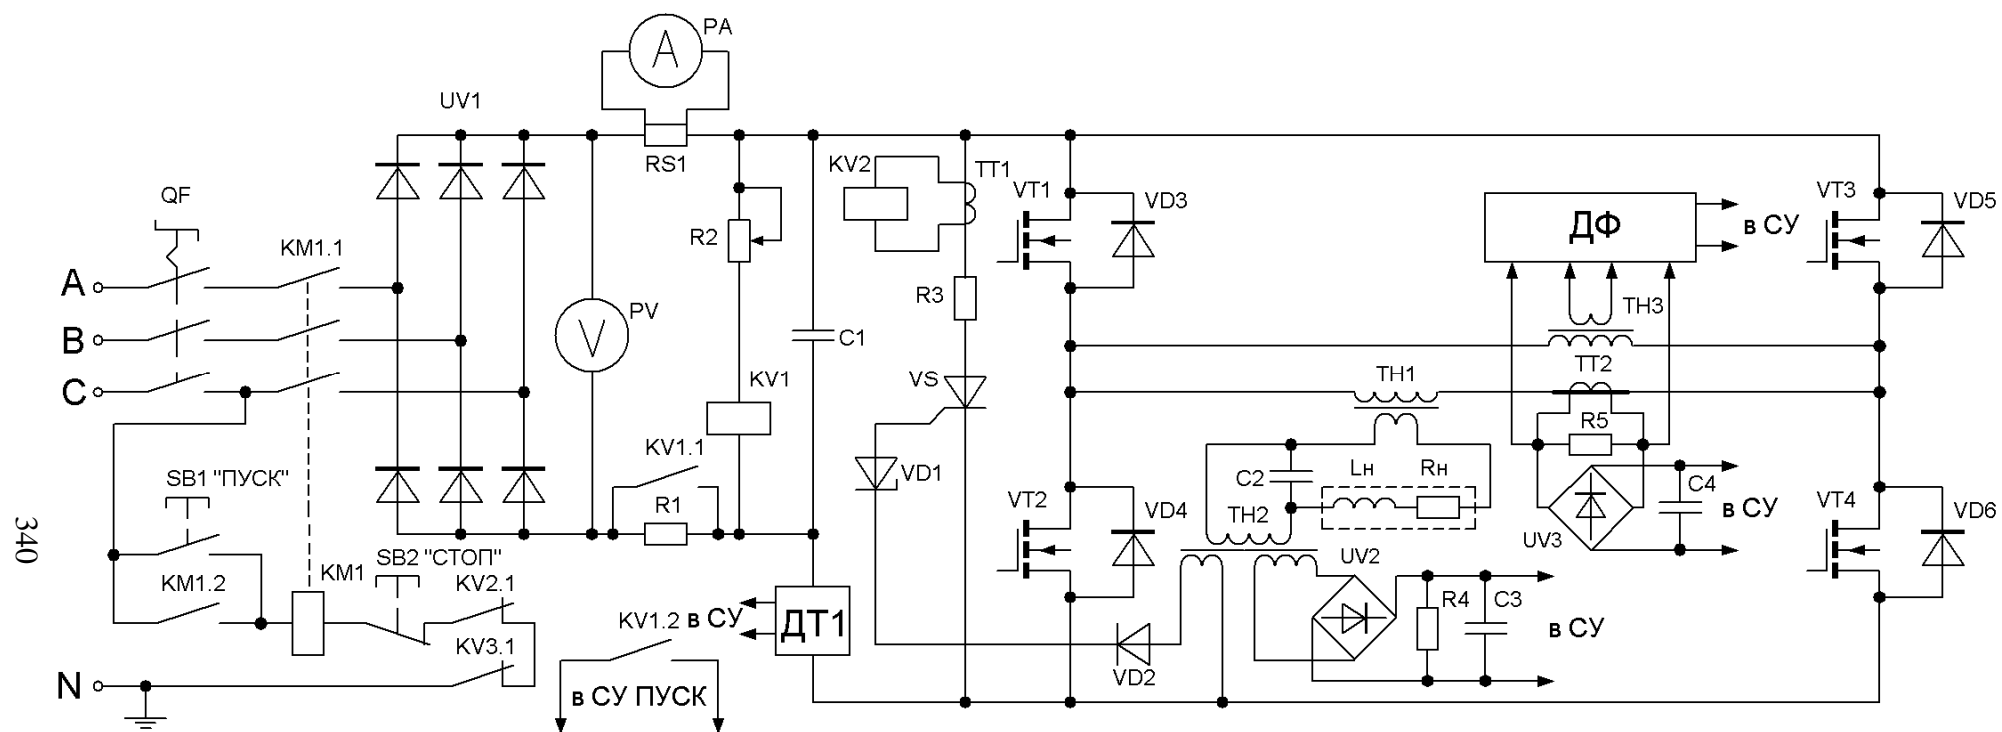 PA
A
UV1
RS1
KV2
TT1
VT1
VD3
ДФ
в СУ
VT3
VD5
QF
KM1.1
R2
A
R3
PV
V
TH3
B
C1
TT2
C
KV1
VS
TH1
R5
KV1.1
VD1
Lн
Rн
C2
C4
SB1 "ПУСК"
R1
VT2
VD4
TH2
в СУ
VT4
VD6
UV3
340
SB2 "СТОП"
UV2
KM1
KM1.2
KV2.1
R4
C3
KV1.2
в СУ
ДТ1
в СУ
KV3.1
VD2
N
в СУ ПУСК